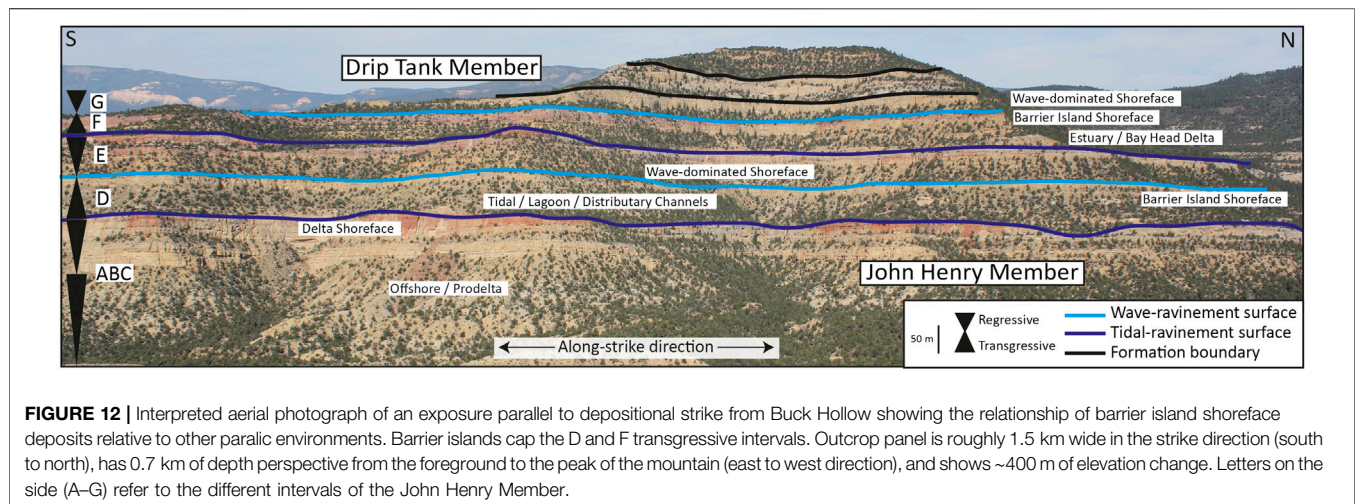 S
N
Drip Tank Member
G
Wave-dominated Shoreface
F
Barrier Island Shoreface
Estuary / Bay Head Delta
E
Wave-dominated Shoreface
D
Tidal / Lagoon / Distributary Channels
Barrier Island Shoreface
Delta Shoreface
ABC
John Henry Member
Offshore / Prodelta
50 m
Regressive
Transgressive
Wave-ravinement surface
Tidal-ravinement surface
Formation boundary
Along-strike direction
FIGURE 12 | Interpreted aerial photograph of an exposure parallel to depositional strike from Buck Hollow showing the relationship of barrier island shoreface
deposits relative to other paralic environments. Barrier islands cap the D and F transgressive intervals. Outcrop panel is roughly 1.5 km wide in the strike direction (south
to north), has 0.7 km of depth perspective from the foreground to the peak of the mountain (east to west direction), and shows ~400 m of elevation change. Letters on the
side (A–G) refer to the different intervals of the John Henry Member.